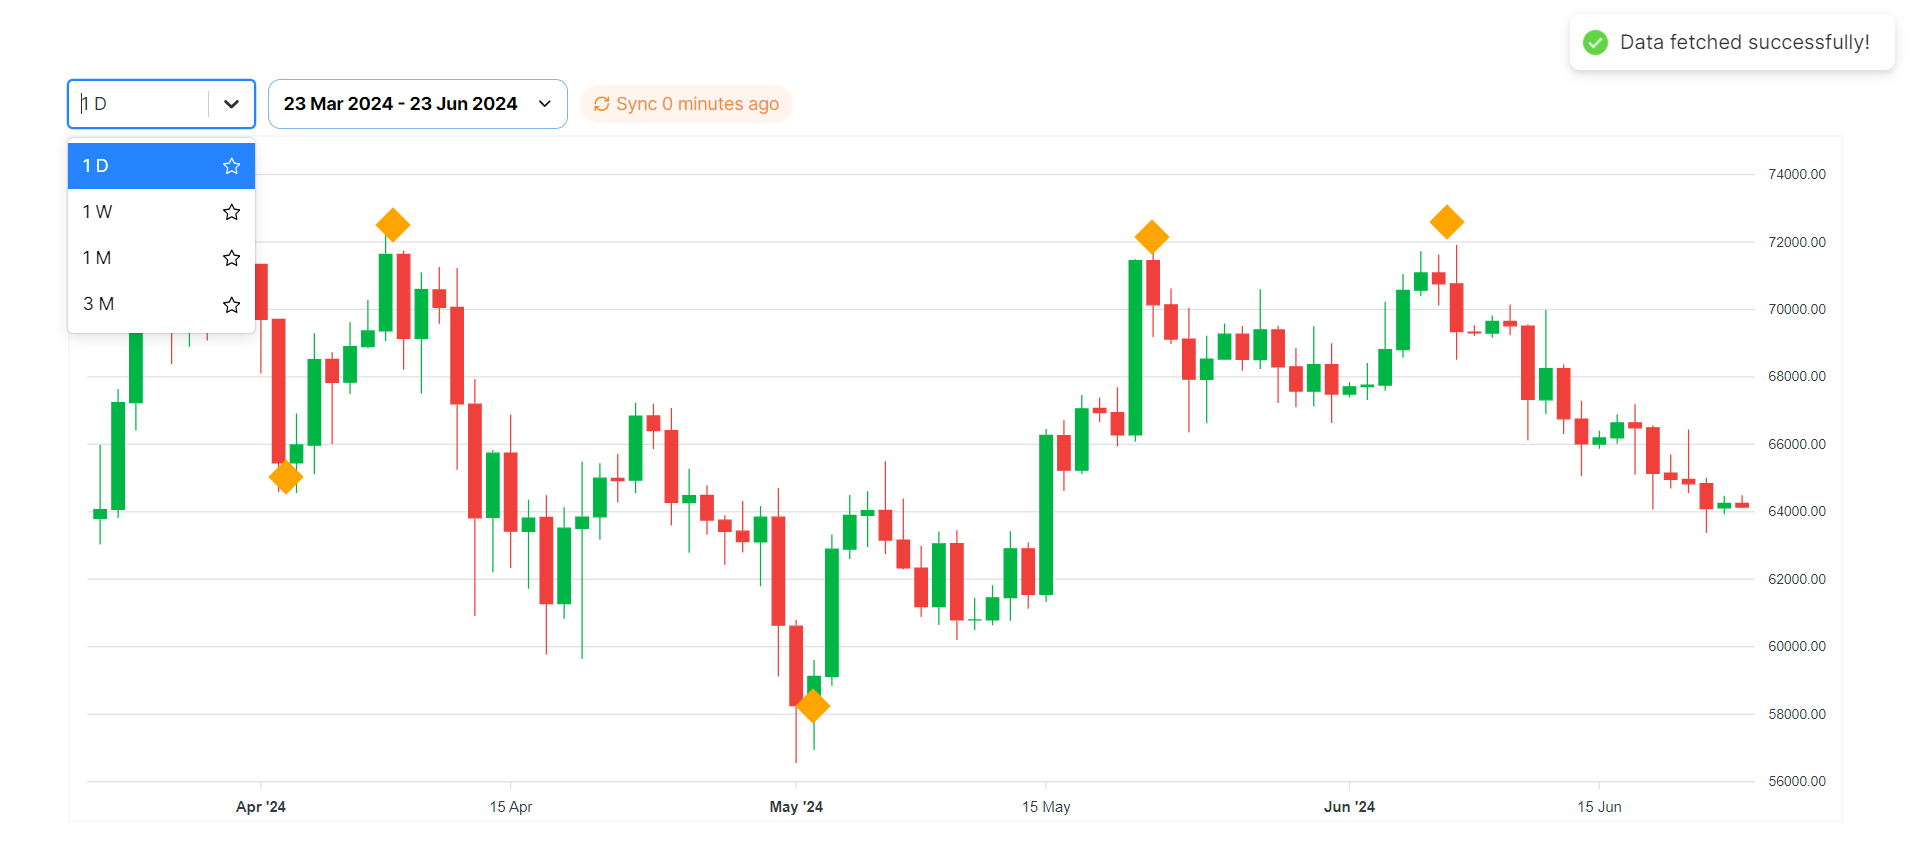 Data fetched successfully!
1 D
23 Mar 2024 - 23 Jun 2024
Sync 0 minutes ago
1 D
1 W
1 M
3 M
74000.00
72000.00
70000.00
68000.00
66000.00
64000.00
62000.00
60000.00
58000.00
56000.00
Apr '24
15 Apr
May '24
15 May
Jun '24
15 Jun